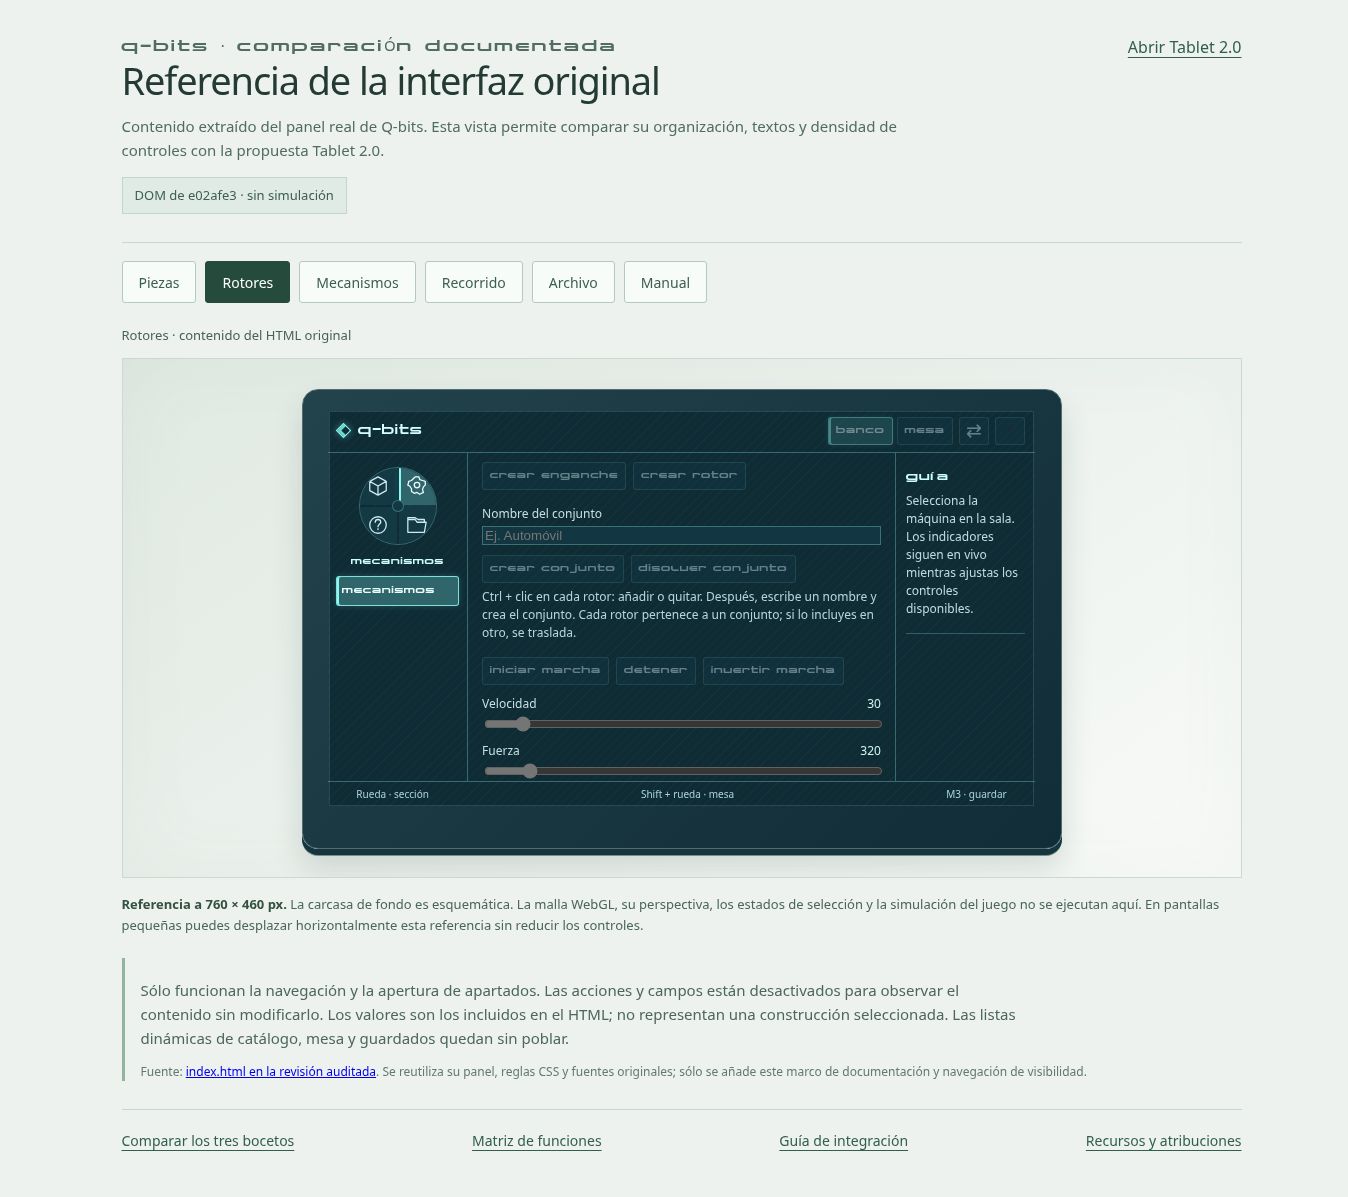 q-bits · comparación documentada
Abrir Tablet 2.0
Referencia de la interfaz original
Contenido extraído del panel real de Q-bits. Esta vista permite comparar su organización, textos y densidad de
controles con la propuesta Tablet 2.0.
DOM de e02afe3 · sin simulación
Piezas
Rotores
Mecanismos
Recorrido
Archivo
Manual
Rotores · contenido del HTML original
q-bits
banco
mesa
mecanismos
mecanismos
crear enganche
crear rotor
Nombre del conjunto
Ej. Automóvil
crear conjunto
disolver conjunto
Ctrl + clic en cada rotor: añadir o quitar. Después, escribe un nombre y
crea el conjunto. Cada rotor pertenece a un conjunto; si lo incluyes en
otro, se traslada.
iniciar marcha
detener
invertir marcha
Velocidad
30
Fuerza
320
guía
Selecciona la
máquina en la sala.
Los indicadores
siguen en vivo
mientras ajustas los
controles
disponibles.
Rueda · sección
Shift + rueda · mesa
M3 · guardar
Referencia a 760 × 460 px. La carcasa de fondo es esquemática. La malla WebGL, su perspectiva, los estados de selección y la simulación del juego no se ejecutan aquí. En pantallas
pequeñas puedes desplazar horizontalmente esta referencia sin reducir los controles.
Sólo funcionan la navegación y la apertura de apartados. Las acciones y campos están desactivados para observar el
contenido sin modificarlo. Los valores son los incluidos en el HTML; no representan una construcción seleccionada. Las listas
dinámicas de catálogo, mesa y guardados quedan sin poblar.
Fuente: index.html en la revisión auditada. Se reutiliza su panel, reglas CSS y fuentes originales; sólo se añade este marco de documentación y navegación de visibilidad.
Comparar los tres bocetos
Matriz de funciones
Guía de integración
Recursos y atribuciones